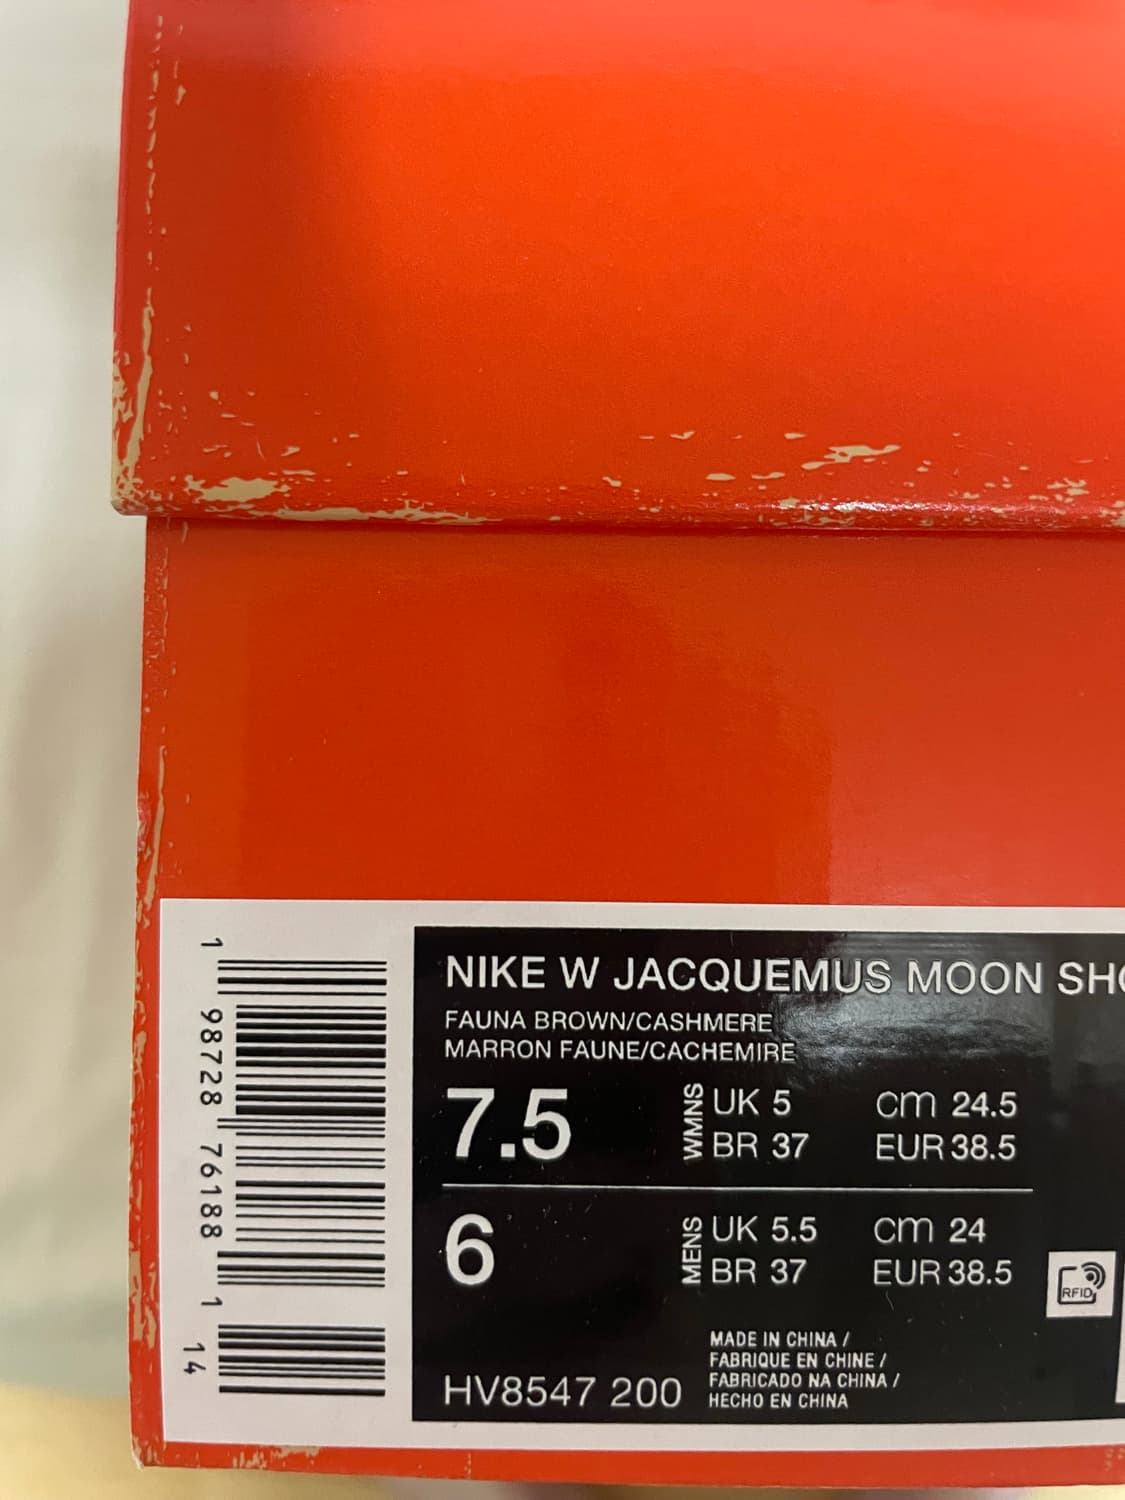 NIKE W JACQUEMUS MOON SH
FAUNA BROWN/CASHMERE
MARRON FAUNE/CACHEMIRE
7.5
WMNS
UK 5
cm 24.5
BR 37
EUR 38.5
6
MENS
UK 5.5
cm 24
BR 37
EUR 38.5
RFID
MADE IN CHINA /
FABRIQUE EN CHINE /
FABRICADO NA CHINA /
HECHO EN CHINA
HV8547 200
1 98728 76188 1 14